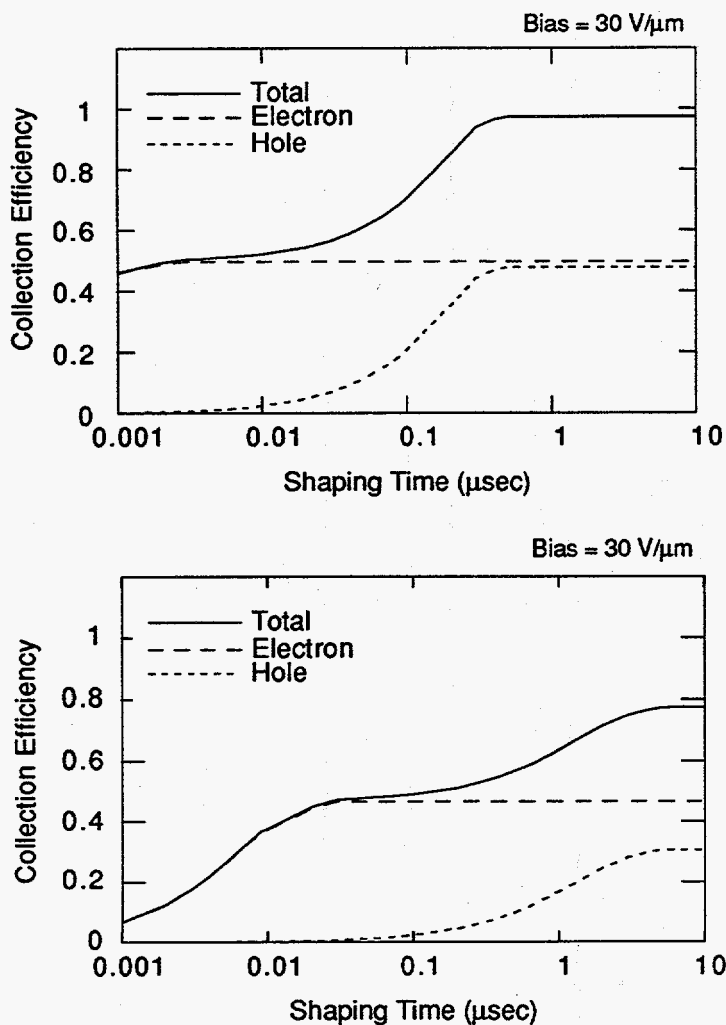 Bias = 30 V/μm
Collection Efficiency
1
0.8
0.6
0.4
0.2
0
Total
Electron
Hole
0.001 0.01 0.1 1 10
Shaping Time (μsec)
Bias = 30 V/μm
Collection Efficiency
1
0.8
0.6
0.4
0.2
0
Total
Electron
Hole
0.001 0.01 0.1 1 10
Shaping Time (μsec)